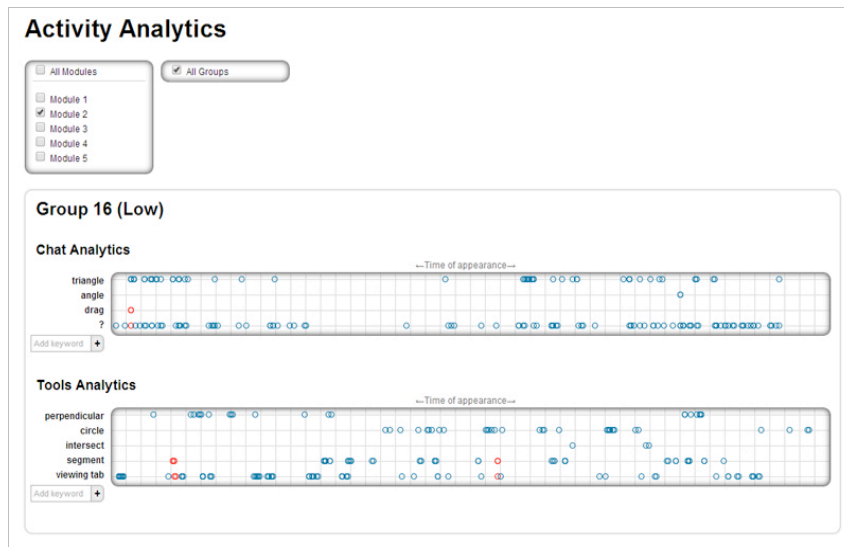 Activity Analytics
All Modules
All Groups
Module 1
Module 2
Module 3
Module 4
Module 5
Group 16 (Low)
Chat Analytics
←Time of appearance→
triangle
angle
drag
?
Add keyword +
Tools Analytics
←Time of appearance→
perpendicular
circle
intersect
segment
viewing tab
Add keyword +